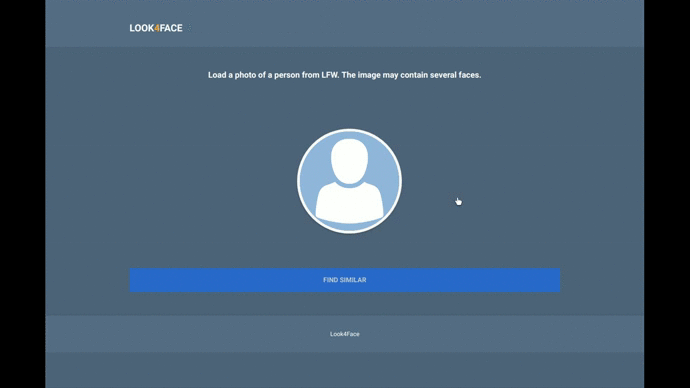 LOOK4FACE
Load a photo of a person from LFW. The image may contain several faces.
FIND SIMILAR
Look4Face